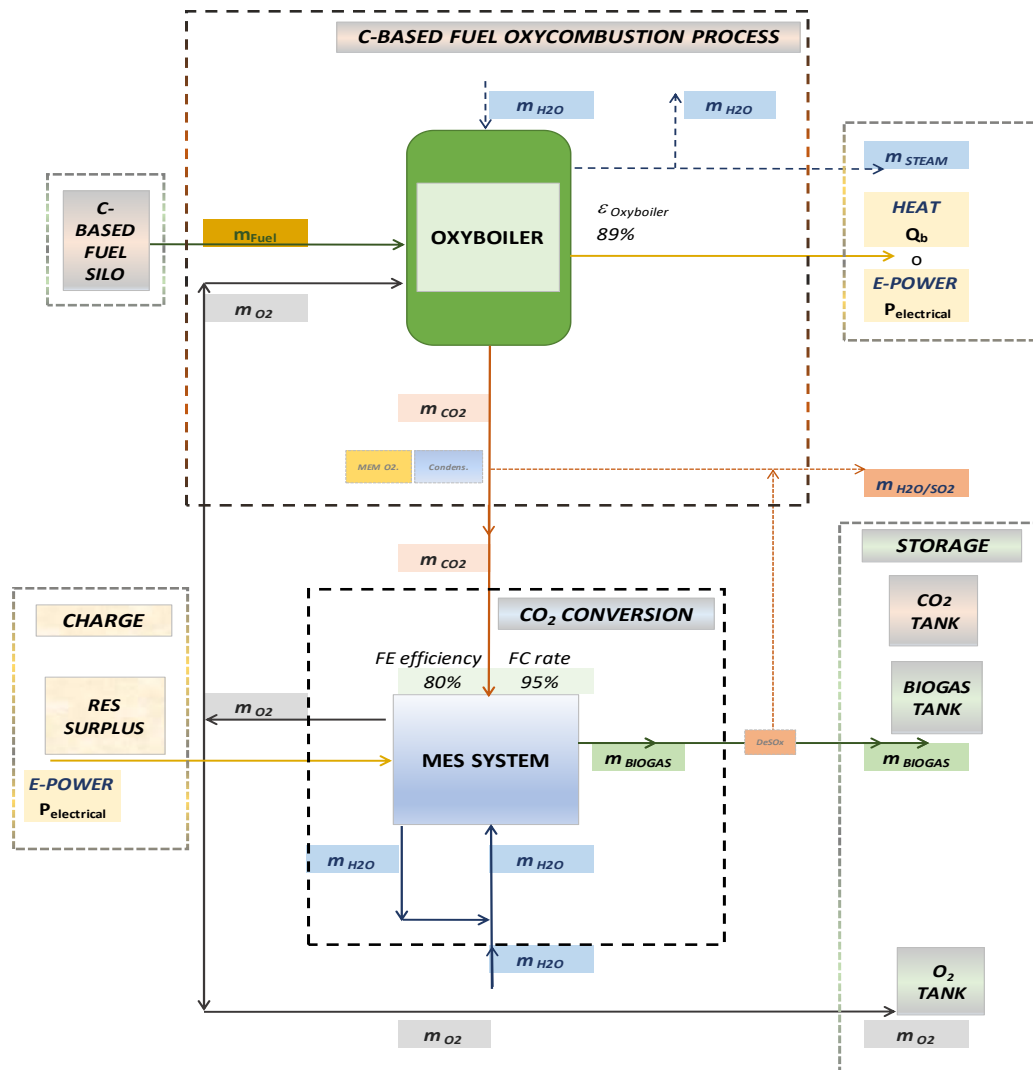 C-BASED FUEL OXYCOMBUSTION PROCESS
m H2O
m H2O
m STEAM
C-
BASED
FUEL
SILO
mFuel
OXYBOILER
ε Oxyboiler
89%
HEAT
Qb
O
E-POWER
Pelectrical
m O2
m CO2
MEM O2.
Condens.
m H2O/SO2
m CO2
STORAGE
CO2
TANK
CHARGE
CO2 CONVERSION
FE efficiency
80%
FC rate
95%
RES
SURPLUS
m O2
MES SYSTEM
BIOGAS
TANK
DeSOx
m BIOGAS
m BIOGAS
E-POWER
Pelectrical
m H2O
m H2O
m H2O
O2
TANK
m O2
m O2